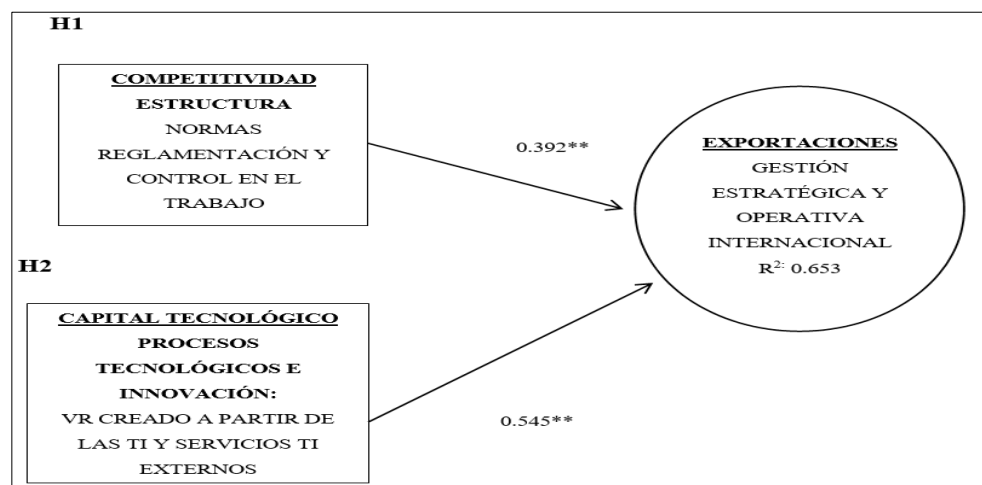 H1
COMPETITIVIDAD
ESTRUCTURA
NORMAS
REGLAMENTACIÓN Y
CONTROL EN EL
TRABAJO
0.392**
EXPORTACIONES
GESTIÓN
ESTRATÉGICA Y
OPERATIVA
INTERNACIONAL
R²: 0.653
H2
CAPITAL TECNOLÓGICO
PROCESOS
TECNOLÓGICOS E
INNOVACIÓN:
VR CREADO A PARTIR DE
LAS TI Y SERVICIOS TI
EXTERNOS
0.545**